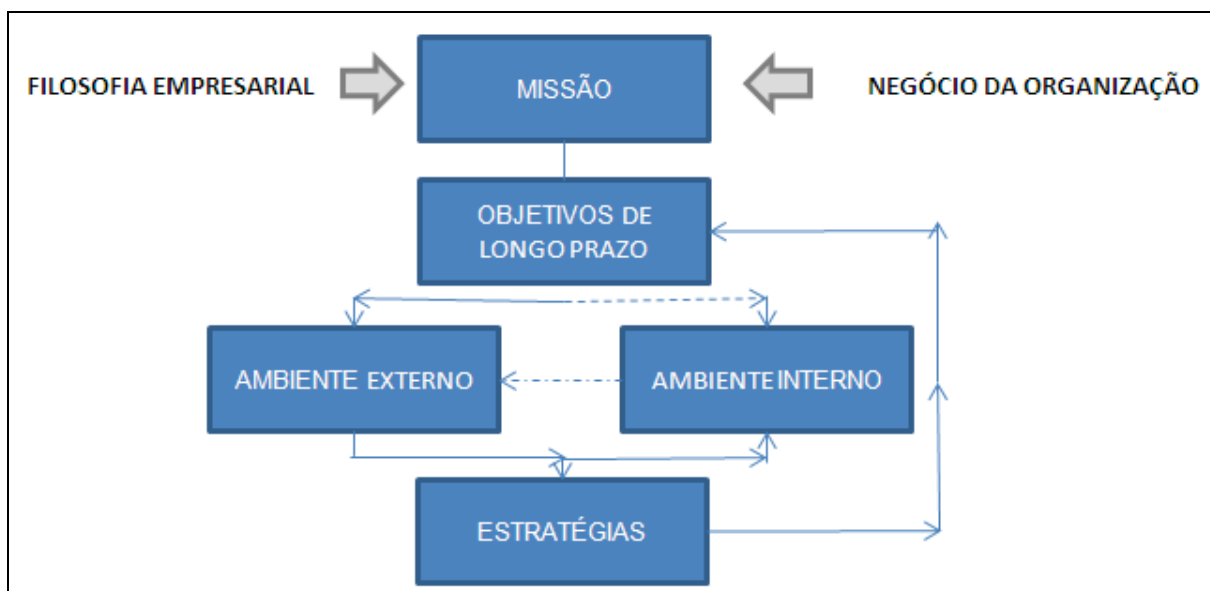 FILOSOFIA EMPRESARIAL
MISSÃO
NEGÓCIO DA ORGANIZAÇÃO
OBJETIVOS DE
LONGO PRAZO
AMBIENTE EXTERNO
AMBIENTE INTERNO
ESTRATÉGIAS